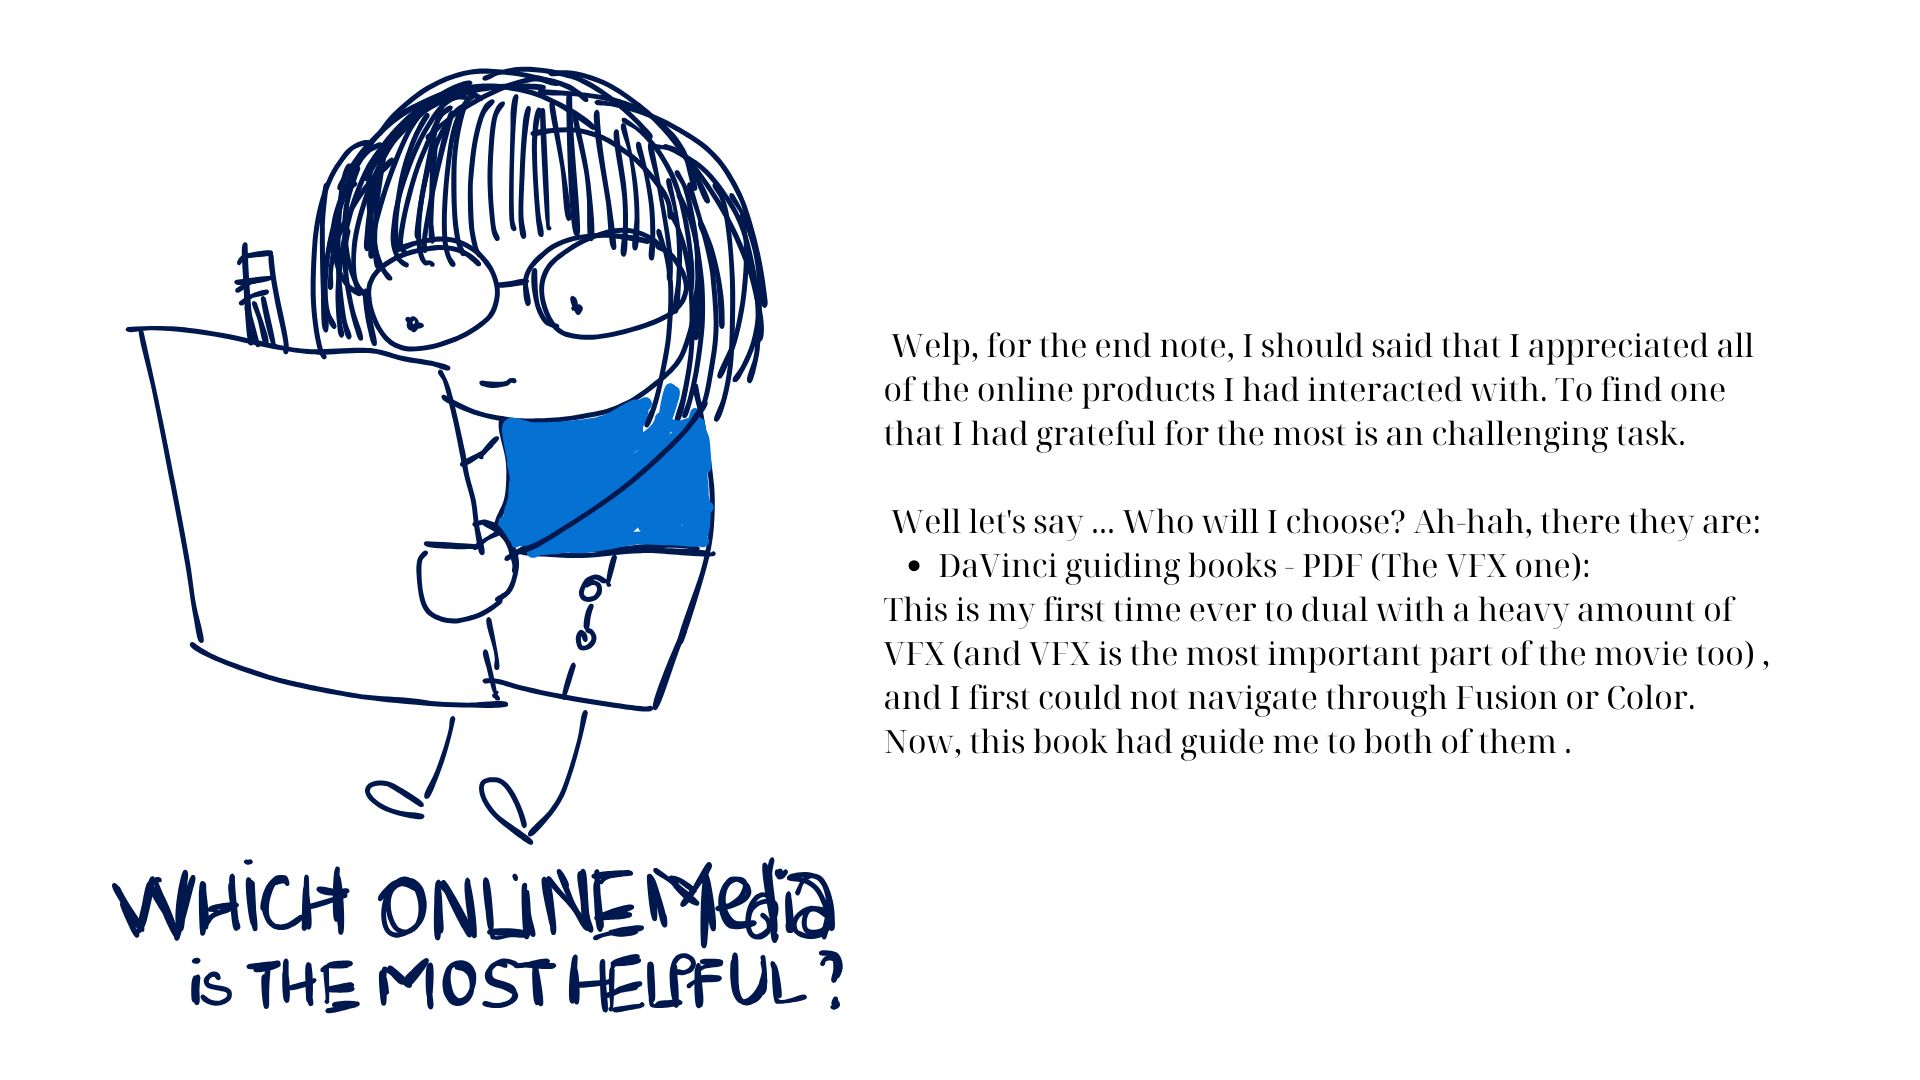 Welp, for the end note, I should said that I appreciated all
of the online products I had interacted with. To find one
that I had grateful for the most is an challenging task.
Well let's say ... Who will I choose? Ah-hah, there they are:
• DaVinci guiding books - PDF (The VFX one):
This is my first time ever to dual with a heavy amount of
VFX (and VFX is the most important part of the movie too) ,
and I first could not navigate through Fusion or Color.
Now, this book had guide me to both of them .
WHiCH ONLiNE Media
is THE MOST HELPFUL ?